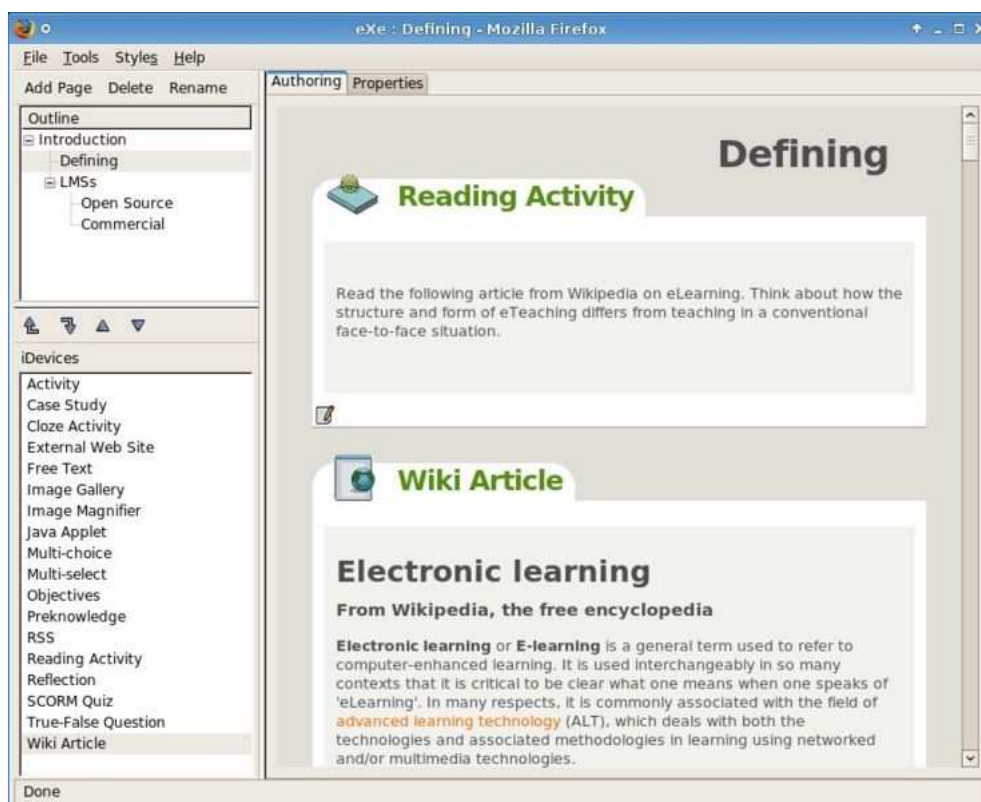 eXe : Defining - Mozilla Firefox
File Tools Styles Help
Add Page Delete Rename
Outline
Introduction
Defining
LMSs
Open Source
Commercial
iDevices
Activity
Case Study
Cloze Activity
External Web Site
Free Text
Image Gallery
Image Magnifier
Java Applet
Multi-choice
Multi-select
Objectives
Preknowledge
RSS
Reading Activity
Reflection
SCORM Quiz
True-False Question
Wiki Article
Authoring Properties
Defining
Reading Activity
Read the following article from Wikipedia on eLearning. Think about how the
structure and form of eTeaching differs from teaching in a conventional
face-to-face situation.
Wiki Article
Electronic learning
From Wikipedia, the free encyclopedia
Electronic learning or E-learning is a general term used to refer to
computer-enhanced learning. It is used interchangeably in so many
contexts that it is critical to be clear what one means when one speaks of
'eLearning'. In many respects, it is commonly associated with the field of
advanced learning technology (ALT), which deals with both the
technologies and associated methodologies in learning using networked
and/or multimedia technologies.
Done